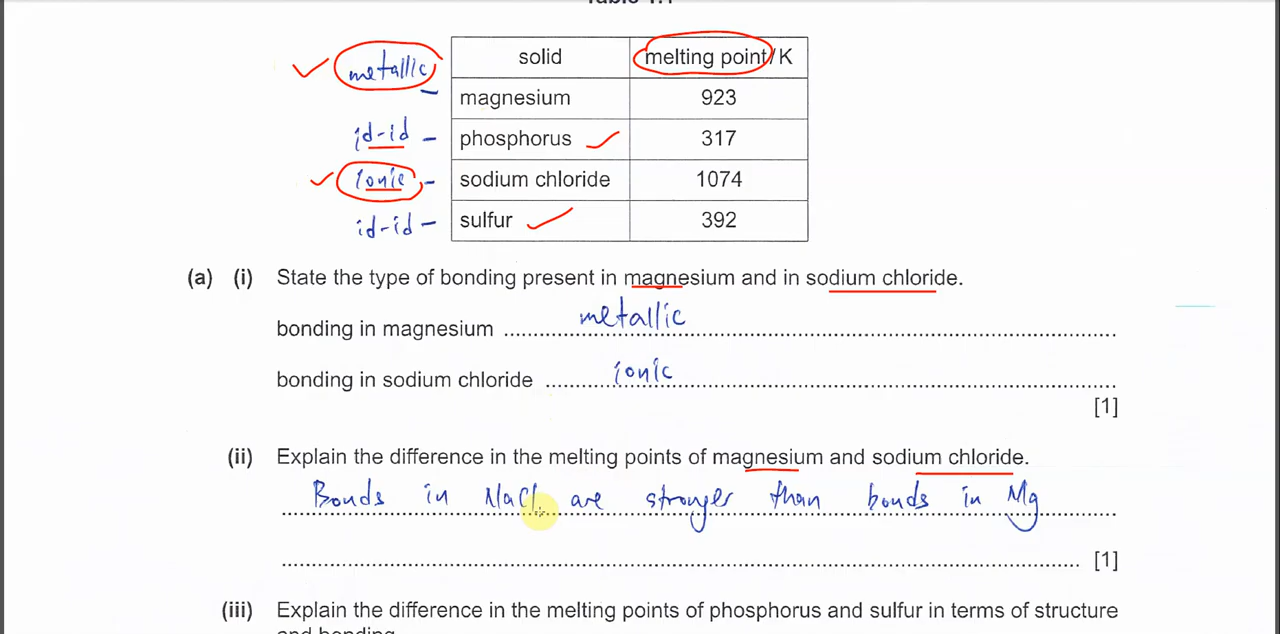 metallic
solid melting point / K
magnesium 923
id-id – phosphorus 317
ionic – sodium chloride 1074
id-id – sulfur 392
(a) (i) State the type of bonding present in magnesium and in sodium chloride.
bonding in magnesium metallic
bonding in sodium chloride ionic
[1]
(ii) Explain the difference in the melting points of magnesium and sodium chloride.
Bonds in NaCl are stronger than bonds in Mg
[1]
(iii) Explain the difference in the melting points of phosphorus and sulfur in terms of structure
and bonding.